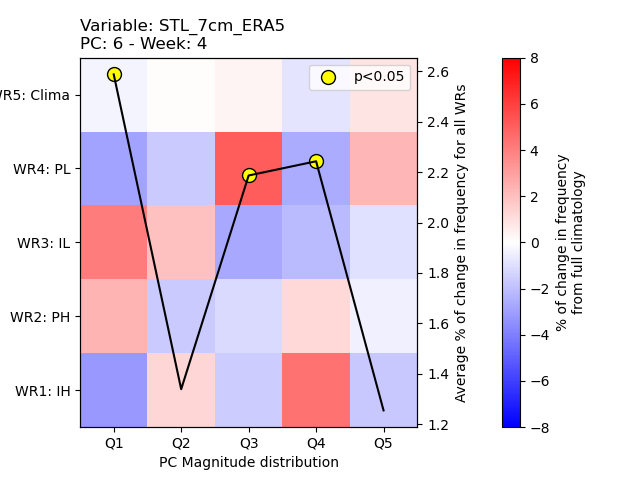 Variable: STL_7cm_ERA5
PC: 6 - Week: 4
p<0.05
WR5: Clima
WR4: PL
WR3: IL
WR2: PH
WR1: IH
Q1 Q2 Q3 Q4 Q5
PC Magnitude distribution
2.6
2.4
2.2
2.0
1.8
1.6
1.4
1.2
Average % of change in frequency for all WRs
8
6
4
2
0
−2
−4
−6
−8
% of change in frequency
from full climatology